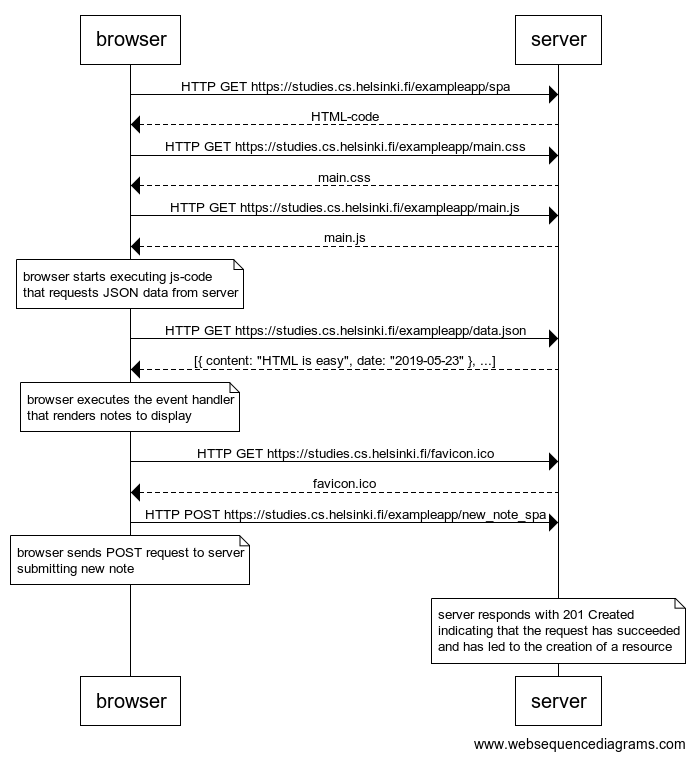 browser
server
HTTP GET https://studies.cs.helsinki.fi/exampleapp/spa
HTML-code
HTTP GET https://studies.cs.helsinki.fi/exampleapp/main.css
main.css
HTTP GET https://studies.cs.helsinki.fi/exampleapp/main.js
main.js
browser starts executing js-code
that requests JSON data from server
HTTP GET https://studies.cs.helsinki.fi/exampleapp/data.json
[{ content: "HTML is easy", date: "2019-05-23" }, ...]
browser executes the event handler
that renders notes to display
HTTP GET https://studies.cs.helsinki.fi/favicon.ico
favicon.ico
HTTP POST https://studies.cs.helsinki.fi/exampleapp/new_note_spa
browser sends POST request to server
submitting new note
server responds with 201 Created
indicating that the request has succeeded
and has led to the creation of a resource
browser
server
www.websequencediagrams.com